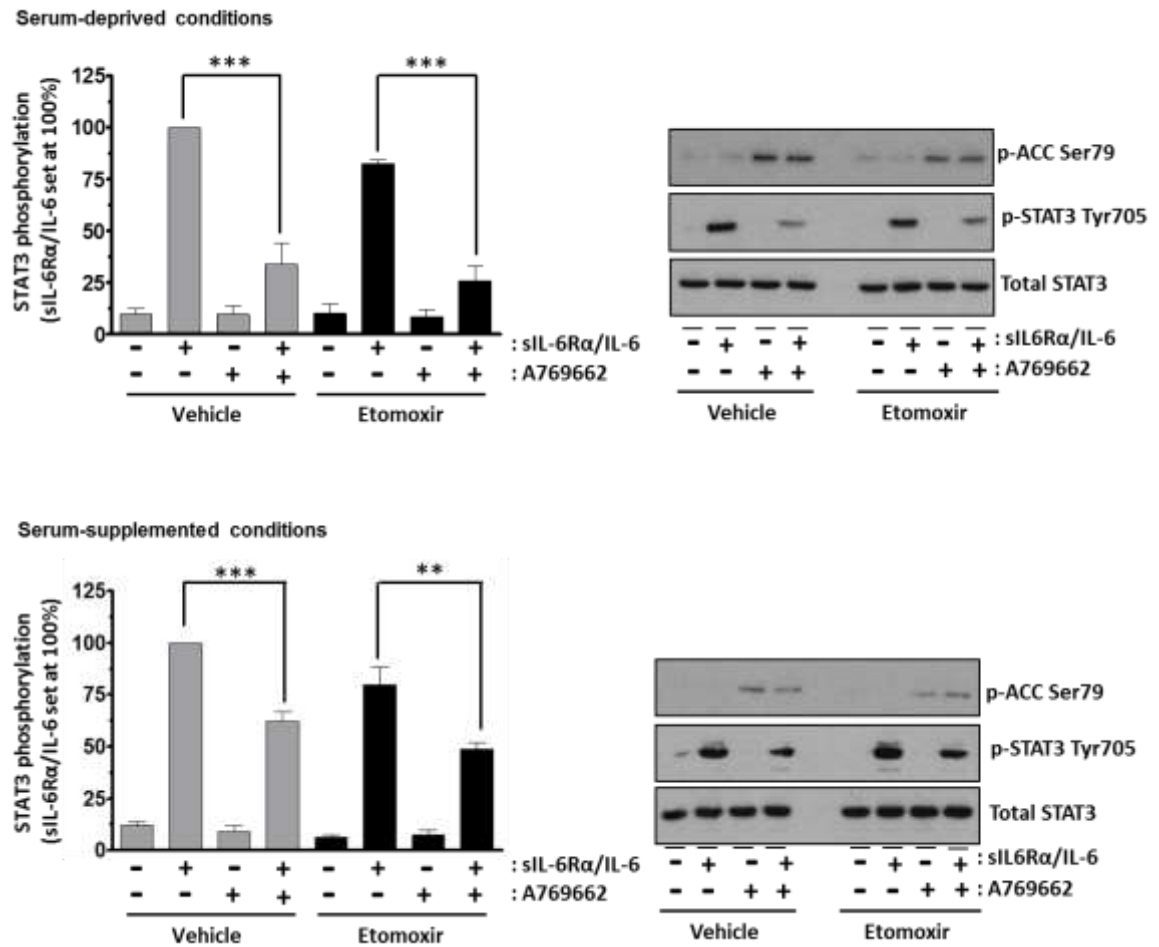 Serum-deprived conditions
*** ***
STAT3 phosphorylation
(sIL-6Rα/IL-6 set at 100%)
125
100
75
50
25
0
- + - + - + - + : sIL-6Rα/IL-6
- - + + - - + + : A769662
Vehicle Etomoxir
p-ACC Ser79
p-STAT3 Tyr705
Total STAT3
- + - + - + - + : sIL6Rα/IL-6
- - + + - - + + : A769662
Vehicle Etomoxir
Serum-supplemented conditions
*** **
STAT3 phosphorylation
(sIL-6Rα/IL-6 set at 100%)
125
100
75
50
25
0
- + - + - + - + : sIL-6Rα/IL-6
- - + + - - + + : A769662
Vehicle Etomoxir
p-ACC Ser79
p-STAT3 Tyr705
Total STAT3
- + - + - + - + : sIL6Rα/IL-6
- - + + - - + + : A769662
Vehicle Etomoxir